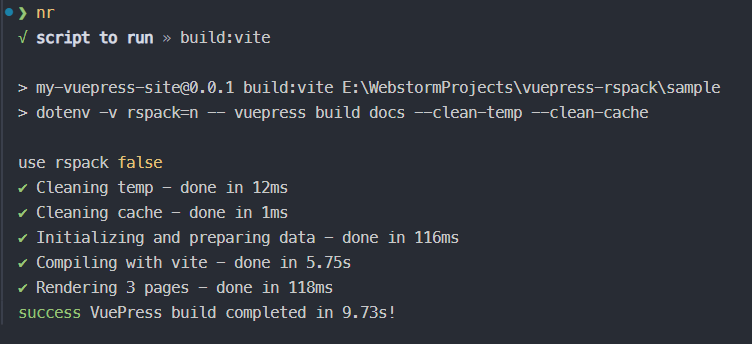 ❯ nr
√ script to run » build:vite
> my-vuepress-site@0.0.1 build:vite E:\WebstormProjects\vuepress-rspack\sample
> dotenv -v rspack=n -- vuepress build docs --clean-temp --clean-cache
use rspack false
✔ Cleaning temp - done in 12ms
✔ Cleaning cache - done in 1ms
✔ Initializing and preparing data - done in 116ms
✔ Compiling with vite - done in 5.75s
✔ Rendering 3 pages - done in 118ms
success VuePress build completed in 9.73s!